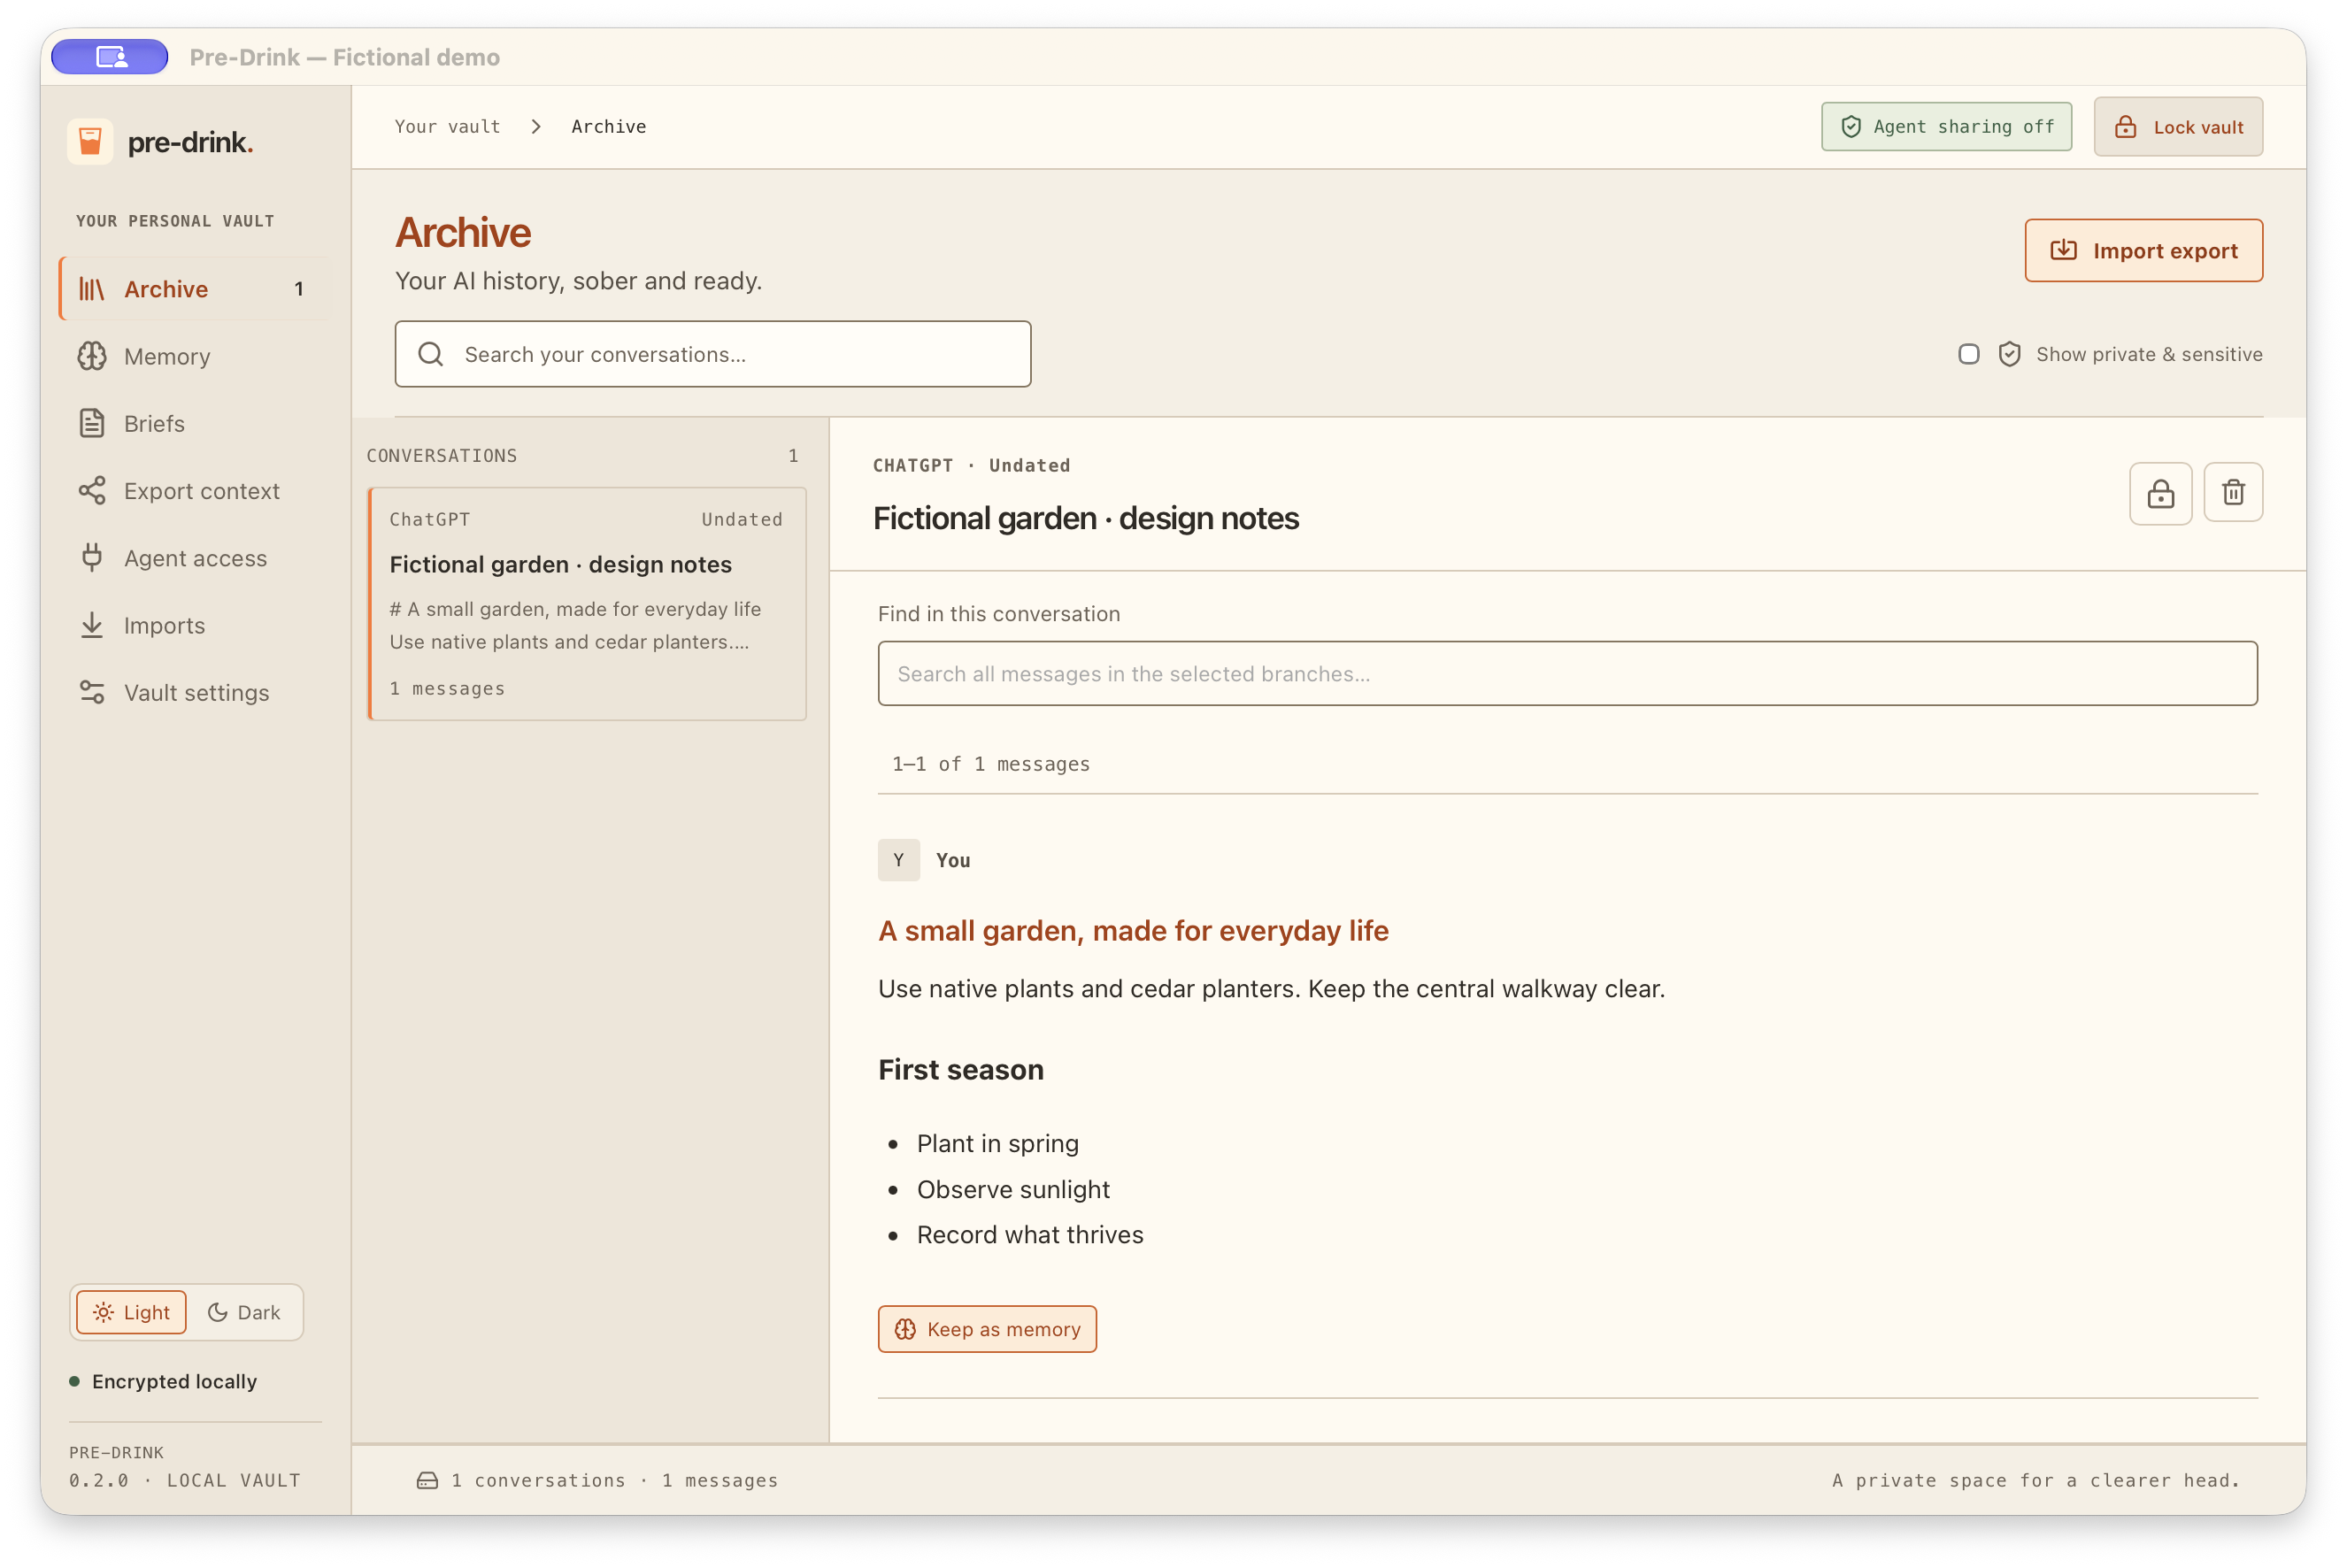 Pre-Drink — Fictional demo
pre-drink.
YOUR PERSONAL VAULT
Archive 1
Memory
Briefs
Export context
Agent access
Imports
Vault settings
Light Dark
Encrypted locally
PRE-DRINK
0.2.0 · LOCAL VAULT
Your vault > Archive
Agent sharing off
Lock vault
Archive
Your AI history, sober and ready.
Import export
Search your conversations...
Show private & sensitive
CONVERSATIONS 1
ChatGPT Undated
Fictional garden · design notes
# A small garden, made for everyday life
Use native plants and cedar planters....
1 messages
CHATGPT · Undated
Fictional garden · design notes
Find in this conversation
Search all messages in the selected branches...
1–1 of 1 messages
Y You
A small garden, made for everyday life
Use native plants and cedar planters. Keep the central walkway clear.
First season
• Plant in spring
• Observe sunlight
• Record what thrives
Keep as memory
1 conversations · 1 messages
A private space for a clearer head.